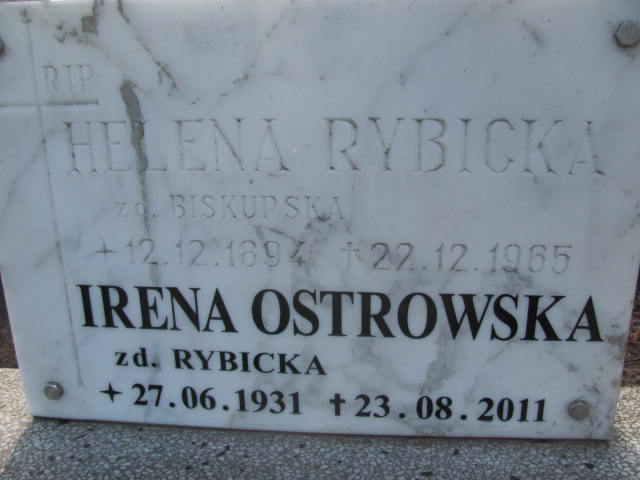 RIP
HELENA RYBICKA
zd. BISKUPSKA
+12.12.1894 †22.12.1965
IRENA OSTROWSKA
zd. RYBICKA
+27.06.1931 †23.08.2011